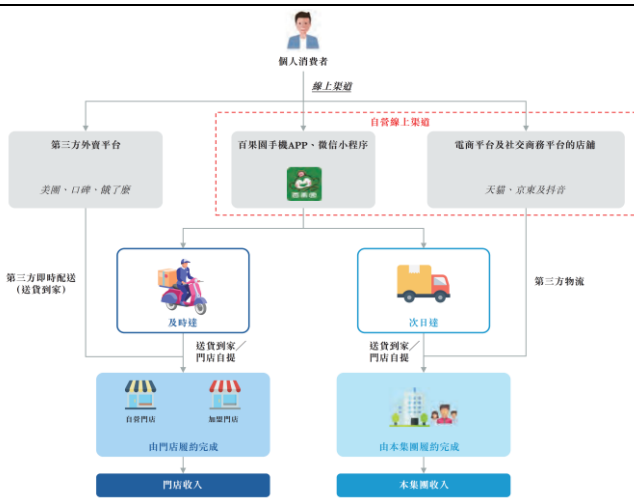 個人消費者
線上渠道
自營線上渠道
第三方外賣平台
美團、口碑、餓了麼
百果園手機APP、微信小程序
百果園
電商平台及社交商務平台的店舖
天貓、京東及抖音
第三方即時配送
(送貨到家)
及時達
次日達
第三方物流
送貨到家／
門店自提
送貨到家／
門店自提
自營門店
加盟門店
由門店履約完成
由本集團履約完成
門店收入
本集團收入